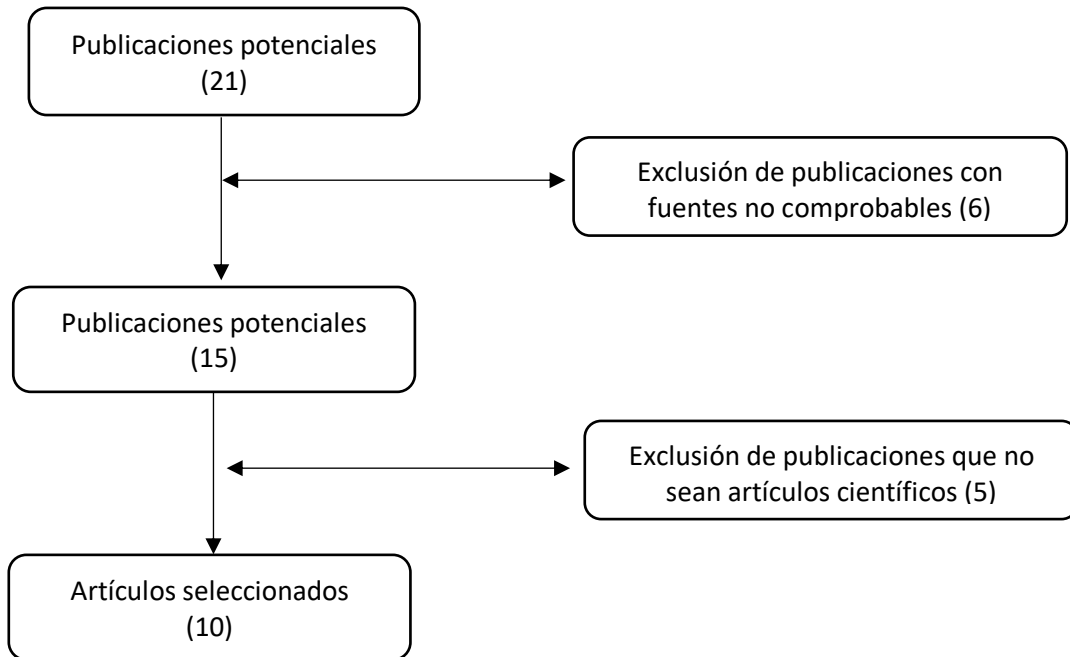 Publicaciones potenciales
(21)
Exclusión de publicaciones con
fuentes no comprobables (6)
Publicaciones potenciales
(15)
Exclusión de publicaciones que no
sean artículos científicos (5)
Artículos seleccionados
(10)